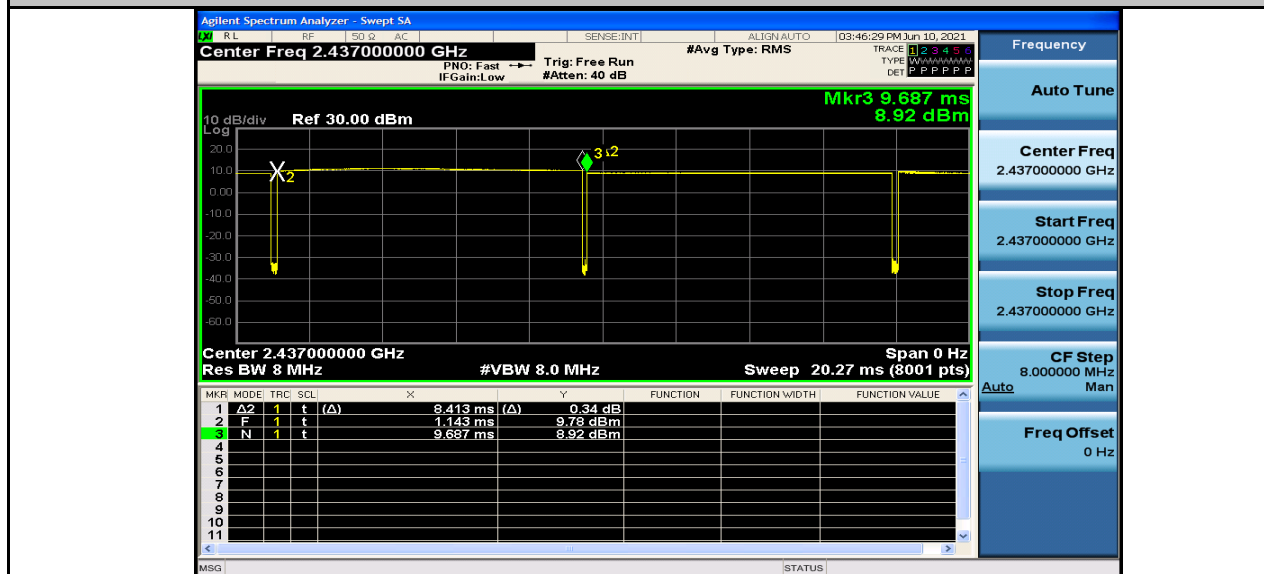 Agilent Spectrum Analyzer - Swept SA
LXI RL RF 50 Ω AC SENSE:INT ALIGN AUTO 03:46:29 PM Jun 10, 2021
Center Freq 2.437000000 GHz
PNO: Fast
IFGain:Low
Trig: Free Run
#Atten: 40 dB
#Avg Type: RMS
TRACE 1 2 3 4 5 6
TYPE
DET P P P P P P
Mkr3 9.687 ms
8.92 dBm
10 dB/div Ref 30.00 dBm
Log
20.0
10.0
0.00
-10.0
-20.0
-30.0
-40.0
-50.0
-60.0
2
3 2
Center 2.437000000 GHz Span 0 Hz
Res BW 8 MHz #VBW 8.0 MHz Sweep 20.27 ms (8001 pts)
MKR MODE TRC SCL X Y FUNCTION FUNCTION WIDTH FUNCTION VALUE
1 Δ2 1 t (Δ) 8.413 ms (Δ) 0.34 dB
2 F 1 t 1.143 ms 9.78 dBm
3 N 1 t 9.687 ms 8.92 dBm
4
5
6
7
8
9
10
11
MSG STATUS
Frequency
Auto Tune
Center Freq
2.437000000 GHz
Start Freq
2.437000000 GHz
Stop Freq
2.437000000 GHz
CF Step
8.000000 MHz
Auto Man
Freq Offset
0 Hz